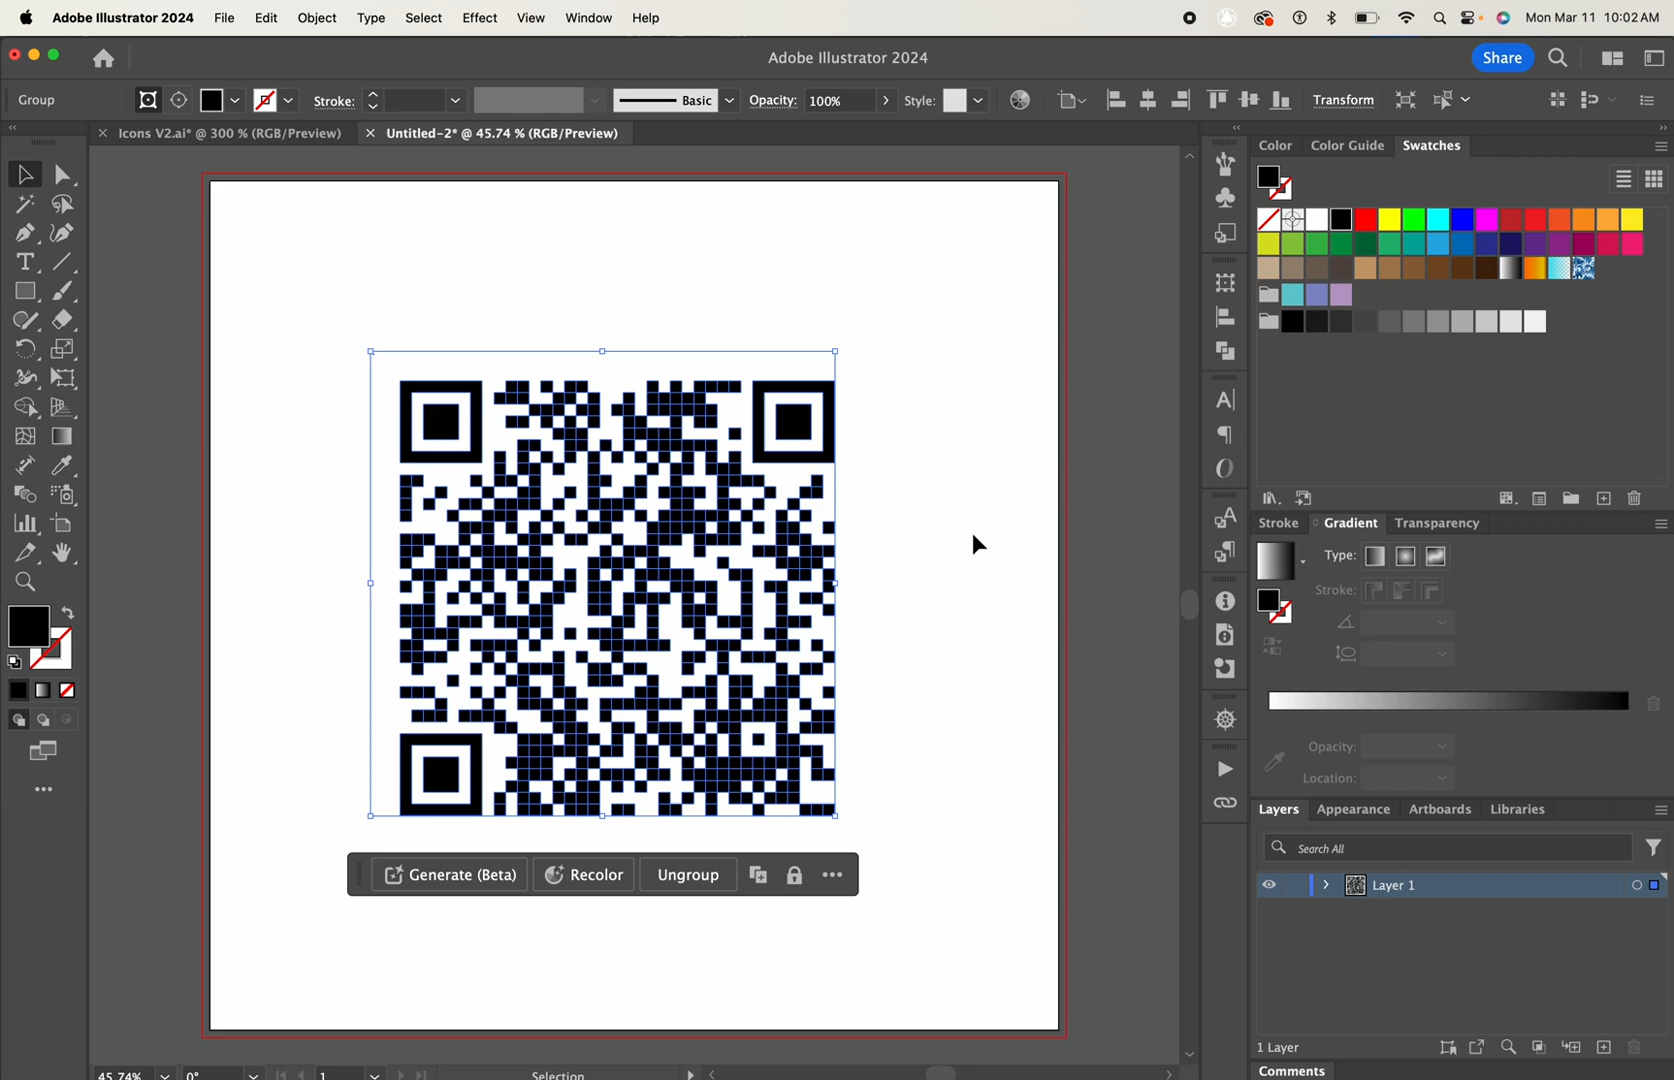 Adobe Illustrator 2024 File Edit Object Type Select Effect View Window Help Mon Mar 11 10:02 AM
Adobe Illustrator 2024 Share
Group Stroke: Basic Opacity: 100% Style: Transform
Icons V2.ai* @ 300 % (RGB/Preview) Untitled-2* @ 45.74 % (RGB/Preview)
Color Color Guide Swatches
Stroke Gradient Transparency
Type:
Stroke:
Opacity:
Location:
Layers Appearance Artboards Libraries
Search All
Generate (Beta) Recolor Ungroup
Layer 1
1 Layer
Comments
45.74% 0° 1 Selection